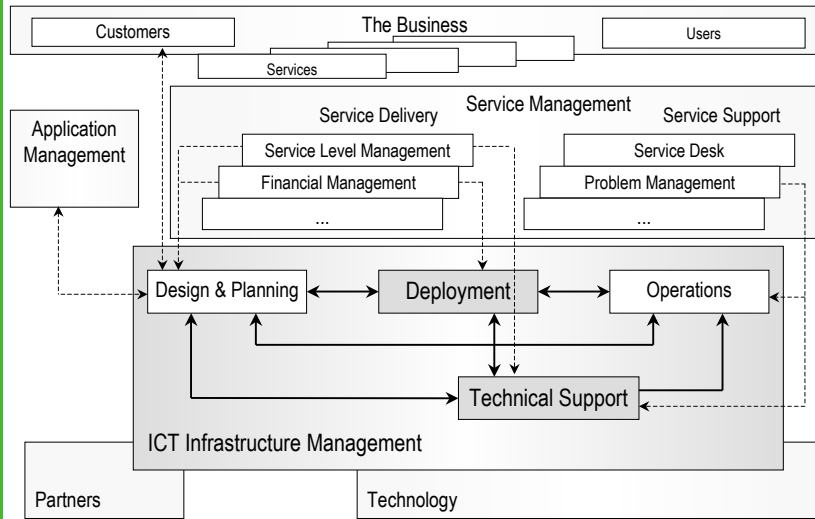 The Business
Customers
Users
Services
Service Management
Service Delivery
Service Support
Application
Management
Service Level Management
Service Desk
Financial Management
Problem Management
...
...
Design & Planning
Deployment
Operations
Technical Support
ICT Infrastructure Management
Partners
Technology